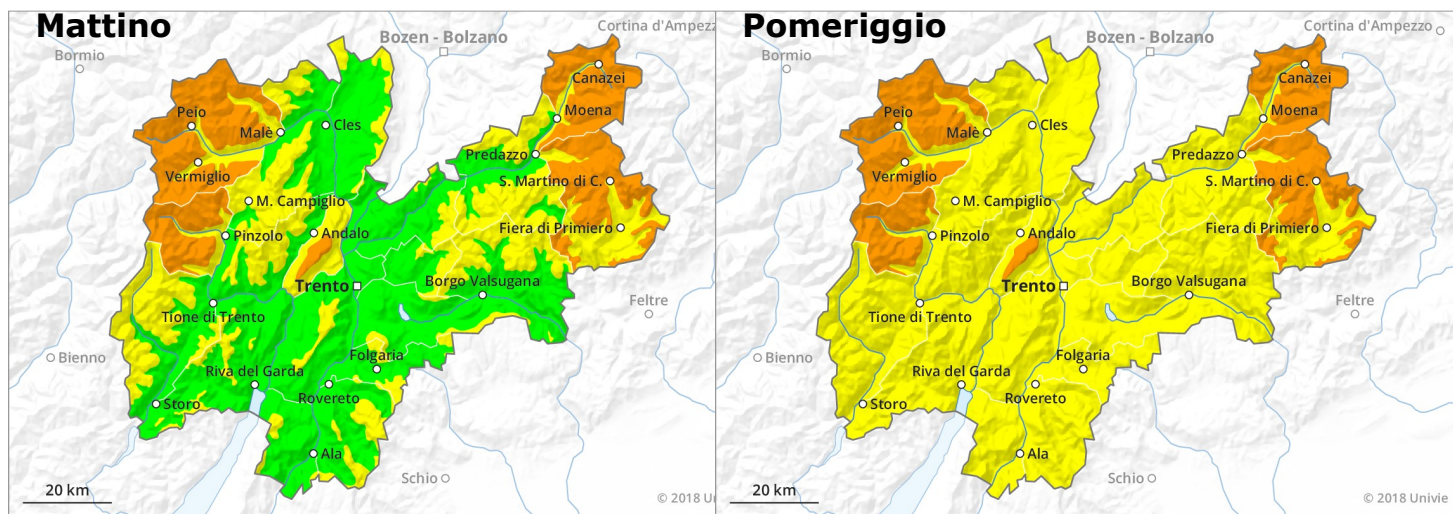 Mattino
Cortina d'Ampezz
Bozen - Bolzano
Bormio
Canazei
Peio
Moena
Malè
Cles
Predazzo
Vermiglio
S. Martino di C.
M. Campiglio
Fiera di Primiero
Pinzolo
Andalo
Trento
Borgo Valsugana
Feltre
Tione di Trento
Bienno
Folgaria
Riva del Garda
Rovereto
Storo
Ala
Schio
20 km
© 2018 Un
Pomeriggio
Cortina d'Ampezzo
Bozen - Bolzano
Bormio
Canazei
Peio
Moena
Malè
Cles
Predazzo
Vermiglio
S. Martino di C.
M. Campiglio
Fiera di Primiero
Pinzolo
Andalo
Trento
Borgo Valsugana
Feltre
Tione di Trento
Bienno
Folgaria
Riva del Garda
Rovereto
Storo
Ala
Schio
20 km
© 2018 Univie